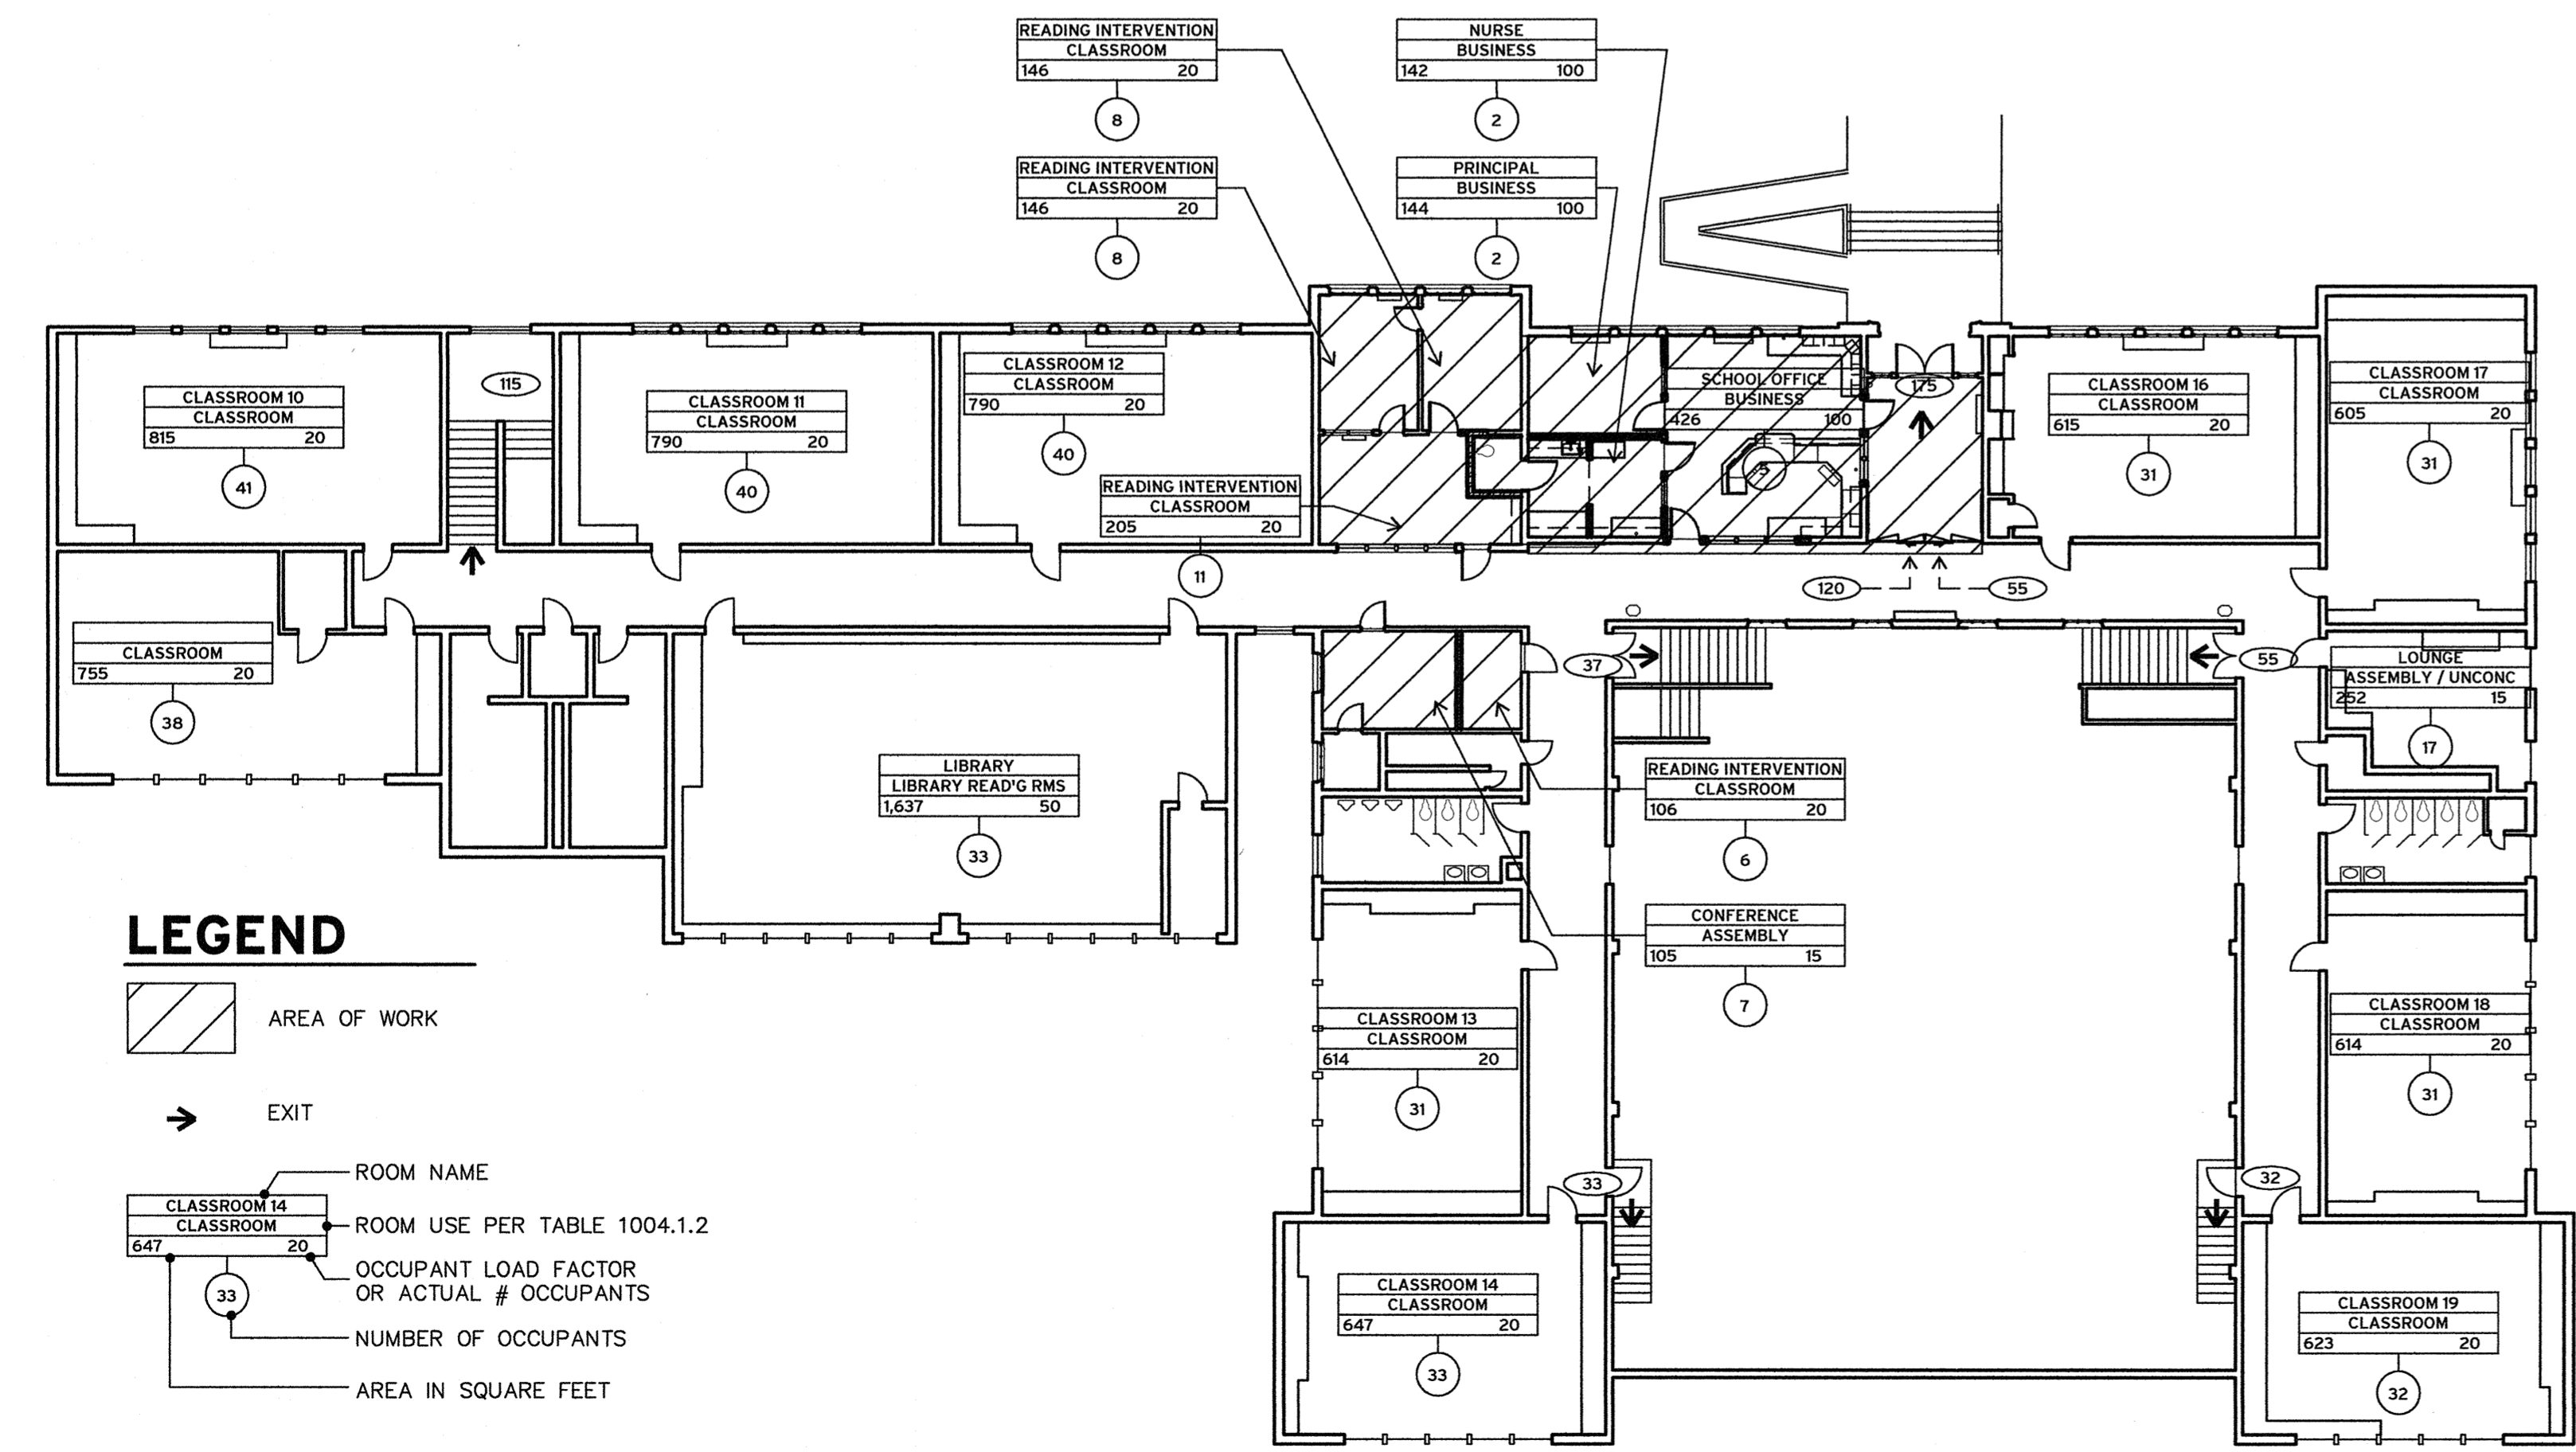 READING INTERVENTION
CLASSROOM
146 20
8
NURSE
BUSINESS
142 100
2
READING INTERVENTION
CLASSROOM
146 20
8
PRINCIPAL
BUSINESS
144 100
2
CLASSROOM 10
CLASSROOM
815 20
41
115
CLASSROOM 11
CLASSROOM
790 20
40
CLASSROOM 12
CLASSROOM
790 20
40
READING INTERVENTION
CLASSROOM
205 20
11
SCHOOL OFFICE
BUSINESS
426 100
5
175
CLASSROOM 16
CLASSROOM
615 20
31
CLASSROOM 17
CLASSROOM
605 20
31
120
55
CLASSROOM
755 20
38
LIBRARY
LIBRARY READ'G RMS
1,637 50
33
37
55
LOUNGE
ASSEMBLY / UNCONC
252 15
17
READING INTERVENTION
CLASSROOM
106 20
6
CONFERENCE
ASSEMBLY
105 15
7
CLASSROOM 13
CLASSROOM
614 20
31
CLASSROOM 18
CLASSROOM
614 20
31
33
32
CLASSROOM 14
CLASSROOM
647 20
33
CLASSROOM 19
CLASSROOM
623 20
32
LEGEND
AREA OF WORK
EXIT
ROOM NAME
CLASSROOM 14
CLASSROOM
647 20
33
ROOM USE PER TABLE 1004.1.2
OCCUPANT LOAD FACTOR
OR ACTUAL # OCCUPANTS
NUMBER OF OCCUPANTS
AREA IN SQUARE FEET